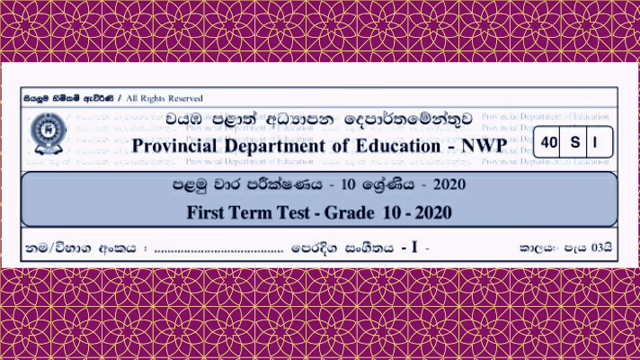 සියලුම හිමිකම් ඇවිරිණි / All Rights Reserved
වයඹ පළාත් අධ්‍යාපන දෙපාර්තමේන්තුව
Provincial Department of Education - NWP
40 S I
පළමු වාර පරීක්ෂණය - 10 ශ්‍රේණිය - 2020
First Term Test - Grade 10 - 2020
නම/විභාග අංකය : ........................................ පෙරදිග සංගීතය - I -
කාලය:- පැය 03යි